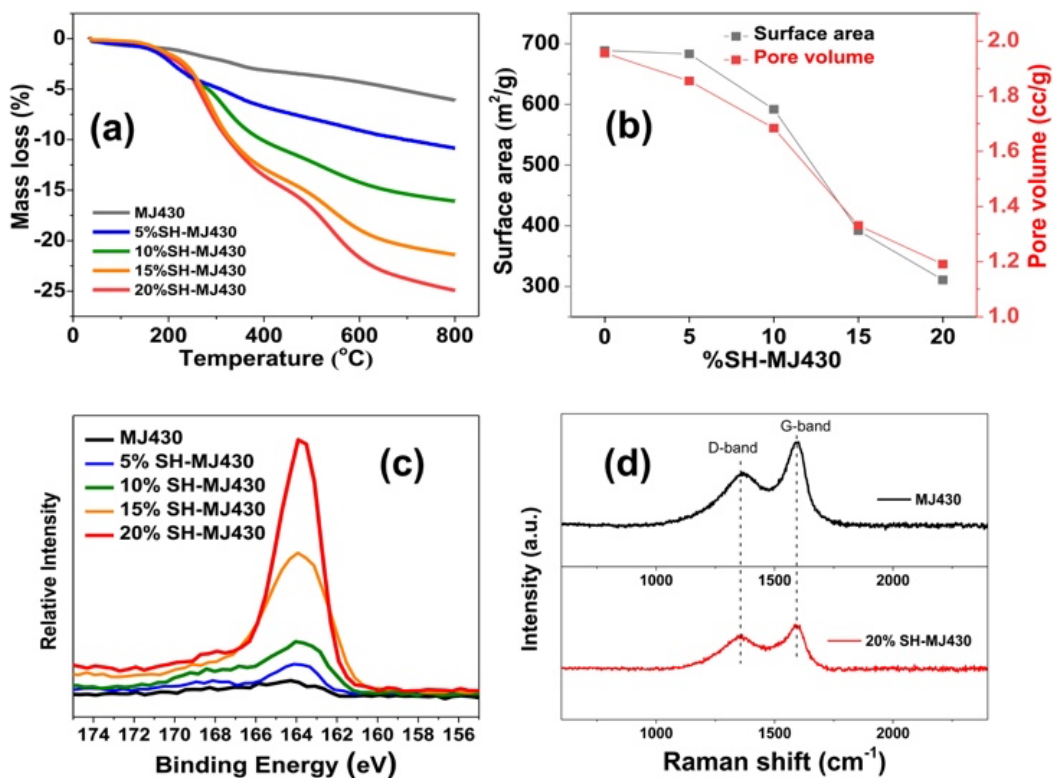 0
-5
-10
-15
-20
-25
Mass loss (%)
(a)
MJ430
5%SH-MJ430
10%SH-MJ430
15%SH-MJ430
20%SH-MJ430
0 200 400 600 800
Temperature (°C)
700
600
500
400
300
Surface area (m²/g)
Surface area
Pore volume
(b)
2.0
1.8
1.6
1.4
1.2
1.0
Pore volume (cc/g)
0 5 10 15 20
%SH-MJ430
MJ430
5% SH-MJ430
10% SH-MJ430
15% SH-MJ430
20% SH-MJ430
(c)
Relative Intensity
174 172 170 168 166 164 162 160 158 156
Binding Energy (eV)
G-band
D-band
(d)
MJ430
1000 1500 2000
20% SH-MJ430
1000 1500 2000
Intensity (a.u.)
Raman shift (cm⁻¹)